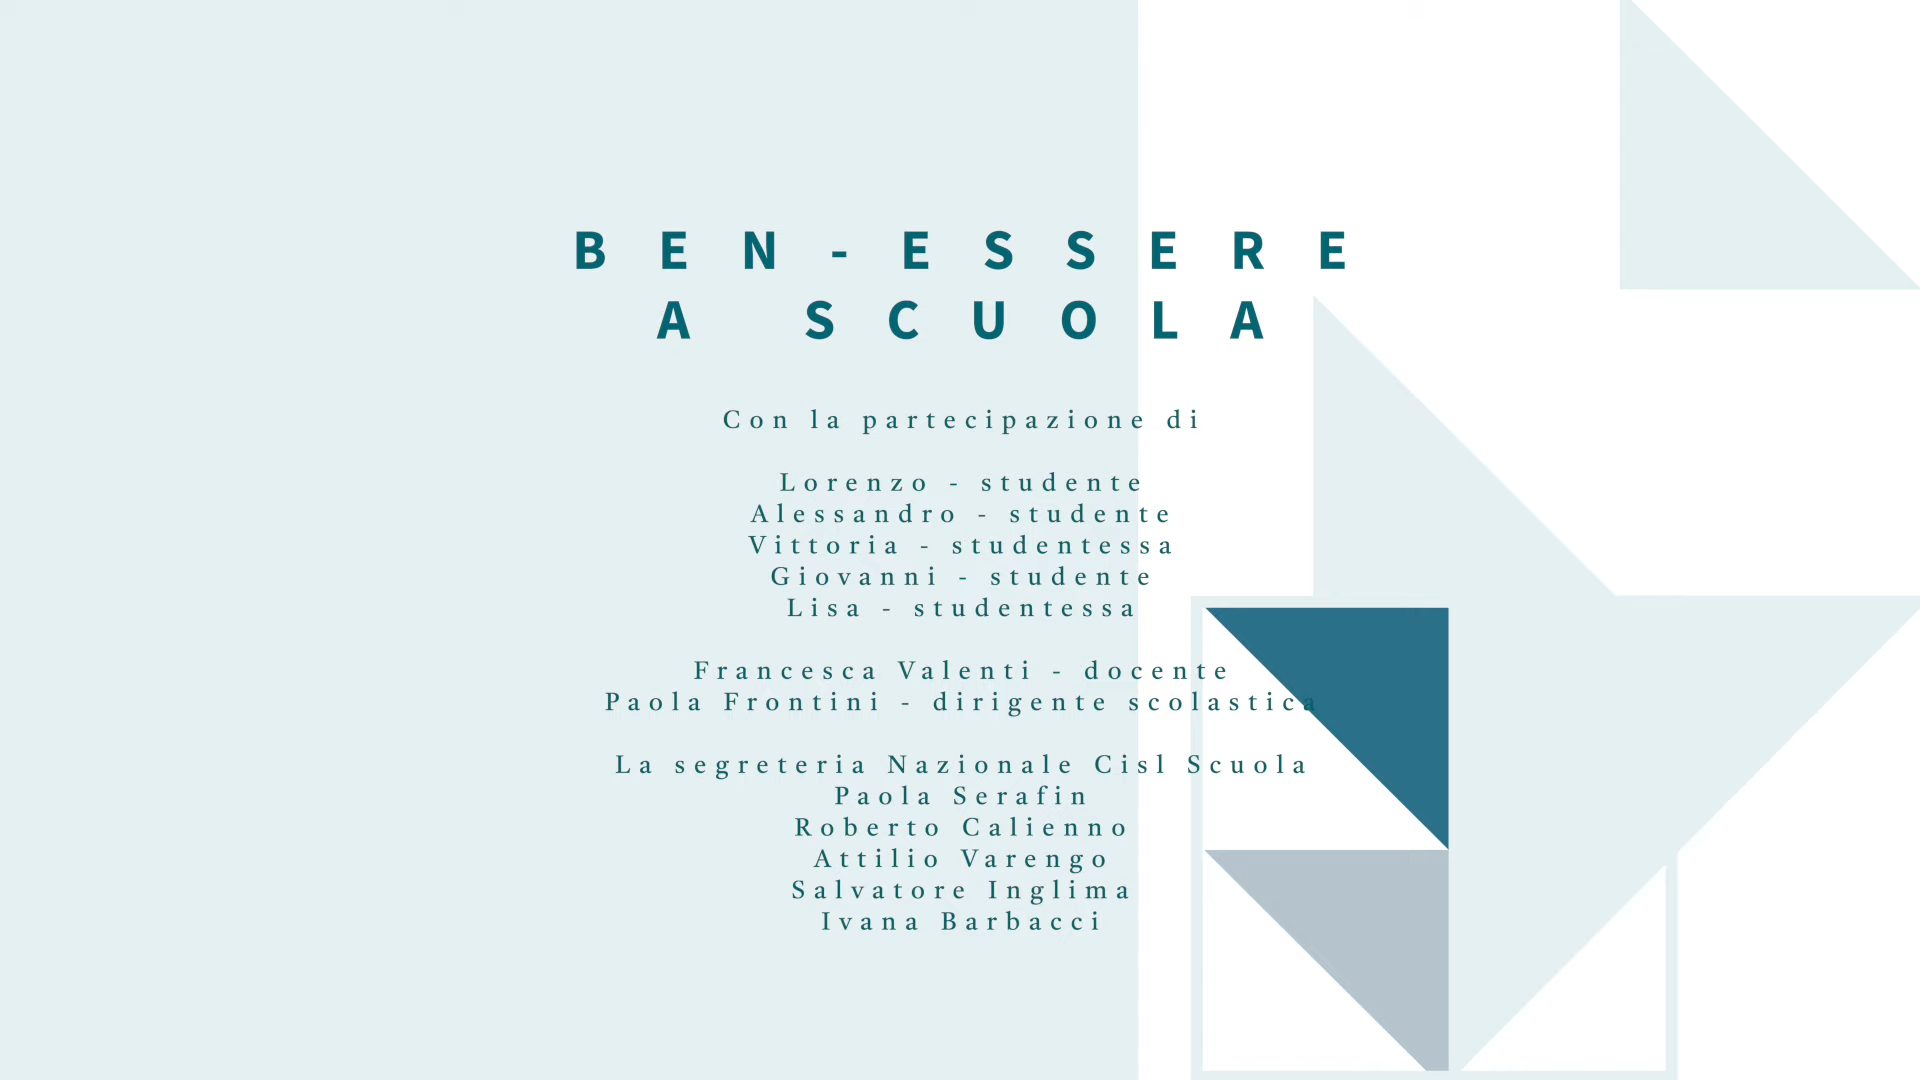 BEN-ESSERE
A SCUOLA
Con la partecipazione di
Lorenzo - studente
Alessandro - studente
Vittoria - studentessa
Giovanni - studente
Lisa - studentessa
Francesca Valenti - docente
Paola Frontini - dirigente scolastica
La segreteria Nazionale Cisl Scuola
Paola Serafin
Roberto Calienno
Attilio Varengo
Salvatore Inglima
Ivana Barbacci